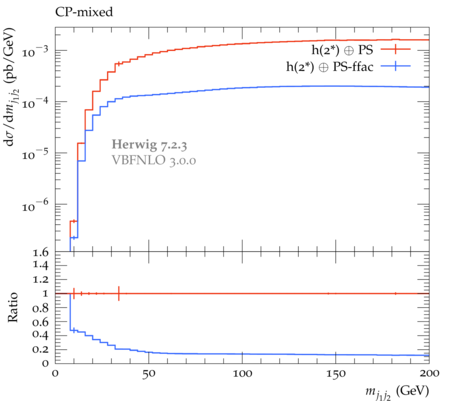 CP-mixed
h(2*) ⊕ PS
h(2*) ⊕ PS-ffac
Herwig 7.2.3
VBFNLO 3.0.0
10⁻³
10⁻⁴
10⁻⁵
10⁻⁶
dσ/dm_{j₁j₂} (pb/GeV)
1.6
1.4
1.2
1
0.8
0.6
0.4
0.2
0
Ratio
0 50 100 150 200
m_{j₁j₂} (GeV)